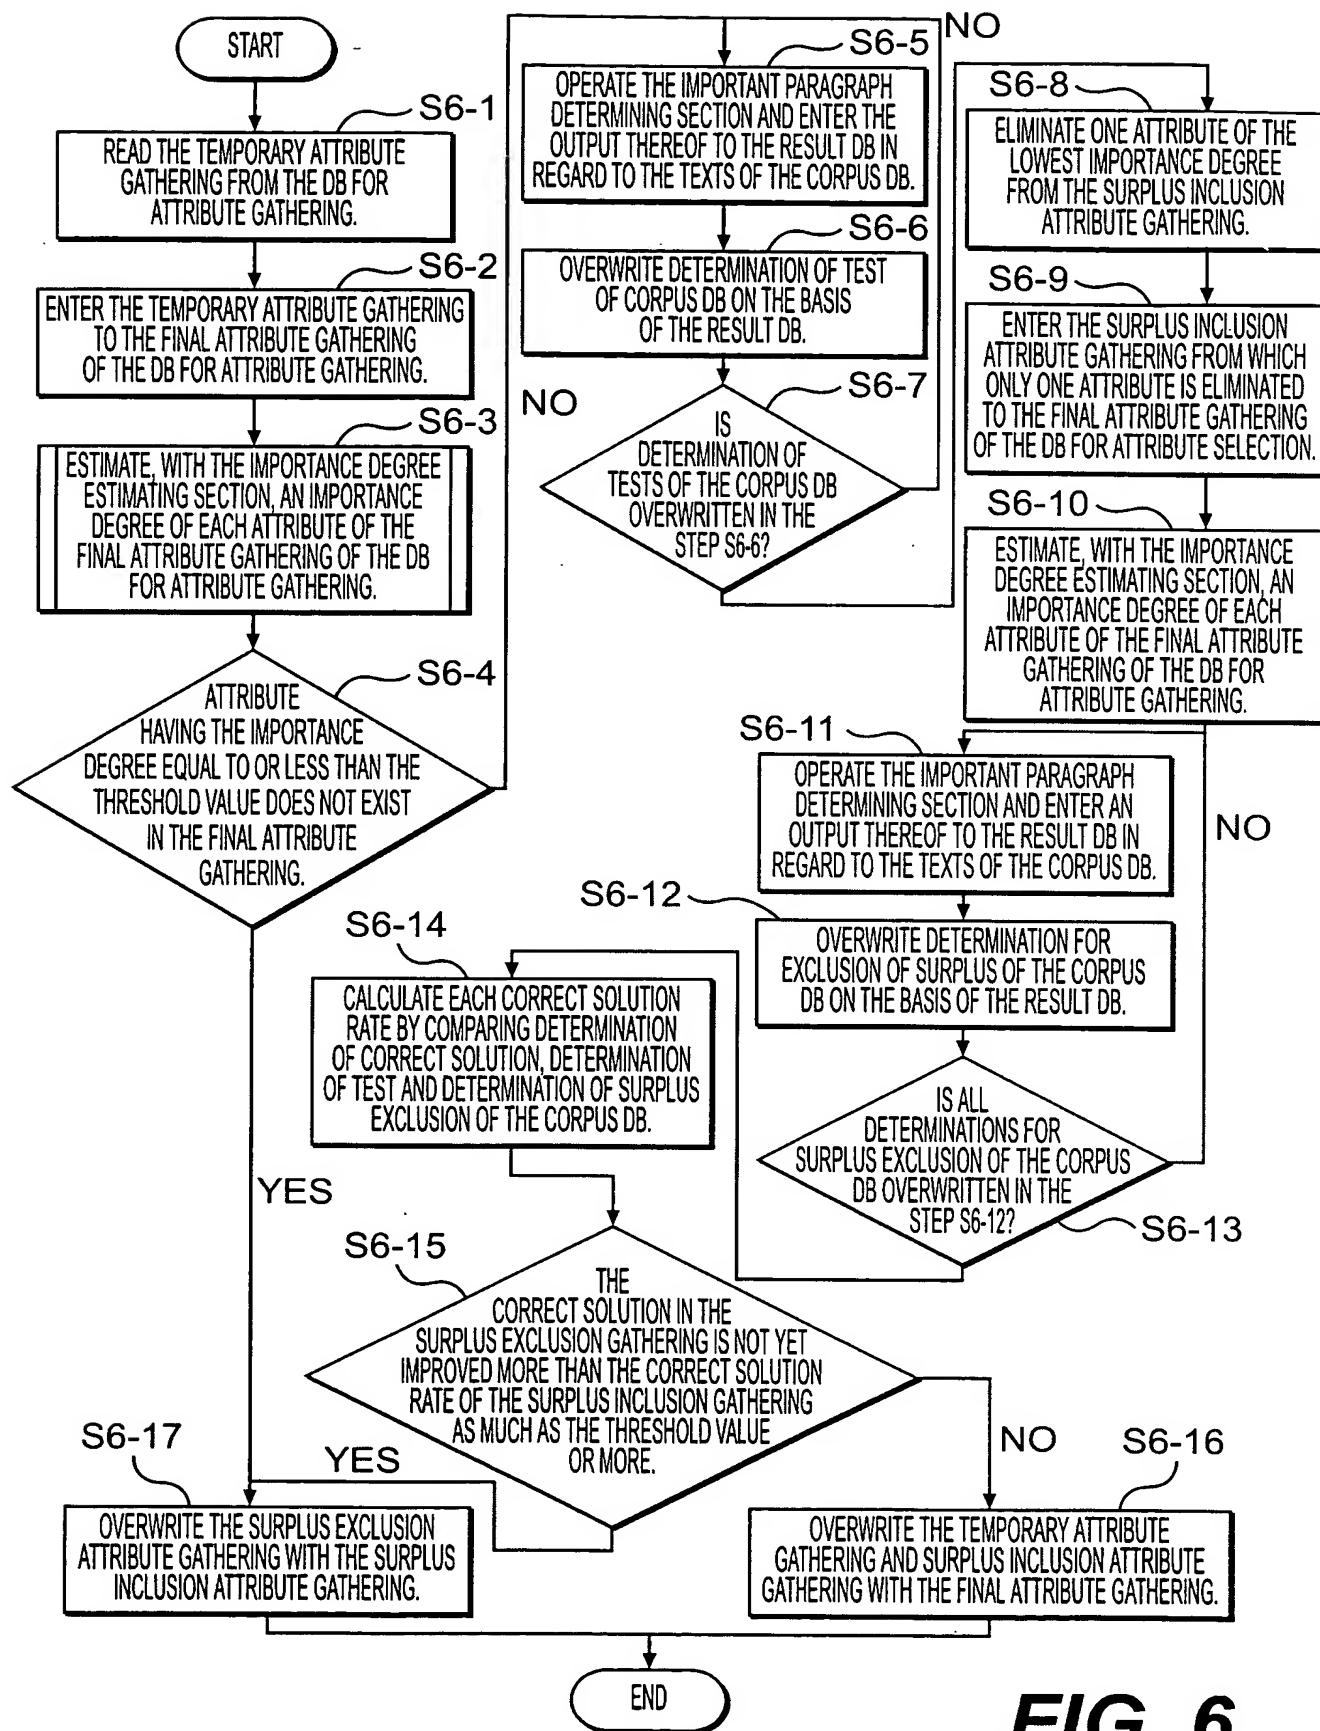 START
S6-1
READ THE TEMPORARY ATTRIBUTE
GATHERING FROM THE DB FOR
ATTRIBUTE GATHERING.
S6-2
ENTER THE TEMPORARY ATTRIBUTE GATHERING
TO THE FINAL ATTRIBUTE GATHERING
OF THE DB FOR ATTRIBUTE GATHERING.
S6-3
ESTIMATE, WITH THE IMPORTANCE DEGREE
ESTIMATING SECTION, AN IMPORTANCE
DEGREE OF EACH ATTRIBUTE OF THE
FINAL ATTRIBUTE GATHERING OF THE DB
FOR ATTRIBUTE GATHERING.
S6-4
ATTRIBUTE
HAVING THE IMPORTANCE
DEGREE EQUAL TO OR LESS THAN THE
THRESHOLD VALUE DOES NOT EXIST
IN THE FINAL ATTRIBUTE
GATHERING.
NO
YES
S6-5
OPERATE THE IMPORTANT PARAGRAPH
DETERMINING SECTION AND ENTER THE
OUTPUT THEREOF TO THE RESULT DB IN
REGARD TO THE TEXTS OF THE CORPUS DB.
S6-6
OVERWRITE DETERMINATION OF TEST
OF CORPUS DB ON THE BASIS
OF THE RESULT DB.
S6-7
IS
DETERMINATION OF
TESTS OF THE CORPUS DB
OVERWRITTEN IN THE
STEP S6-6?
NO
S6-8
ELIMINATE ONE ATTRIBUTE OF THE
LOWEST IMPORTANCE DEGREE
FROM THE SURPLUS INCLUSION
ATTRIBUTE GATHERING.
S6-9
ENTER THE SURPLUS INCLUSION
ATTRIBUTE GATHERING FROM WHICH
ONLY ONE ATTRIBUTE IS ELIMINATED
TO THE FINAL ATTRIBUTE GATHERING
OF THE DB FOR ATTRIBUTE SELECTION.
S6-10
ESTIMATE, WITH THE IMPORTANCE
DEGREE ESTIMATING SECTION, AN
IMPORTANCE DEGREE OF EACH
ATTRIBUTE OF THE FINAL ATTRIBUTE
GATHERING OF THE DB FOR
ATTRIBUTE GATHERING.
S6-11
OPERATE THE IMPORTANT PARAGRAPH
DETERMINING SECTION AND ENTER AN
OUTPUT THEREOF TO THE RESULT DB IN
REGARD TO THE TEXTS OF THE CORPUS DB.
NO
S6-12
OVERWRITE DETERMINATION FOR
EXCLUSION OF SURPLUS OF THE CORPUS
DB ON THE BASIS OF THE RESULT DB.
IS ALL
DETERMINATIONS FOR
SURPLUS EXCLUSION OF THE CORPUS
DB OVERWRITTEN IN THE
STEP S6-12?
S6-13
S6-14
CALCULATE EACH CORRECT SOLUTION
RATE BY COMPARING DETERMINATION
OF CORRECT SOLUTION, DETERMINATION
OF TEST AND DETERMINATION OF SURPLUS
EXCLUSION OF THE CORPUS DB.
S6-15
THE
CORRECT SOLUTION IN THE
SURPLUS EXCLUSION GATHERING IS NOT YET
IMPROVED MORE THAN THE CORRECT SOLUTION
RATE OF THE SURPLUS INCLUSION GATHERING
AS MUCH AS THE THRESHOLD VALUE
OR MORE.
YES
NO
S6-16
OVERWRITE THE TEMPORARY ATTRIBUTE
GATHERING AND SURPLUS INCLUSION ATTRIBUTE
GATHERING WITH THE FINAL ATTRIBUTE GATHERING.
S6-17
OVERWRITE THE SURPLUS EXCLUSION
ATTRIBUTE GATHERING WITH THE SURPLUS
INCLUSION ATTRIBUTE GATHERING.
END
FIG. 6